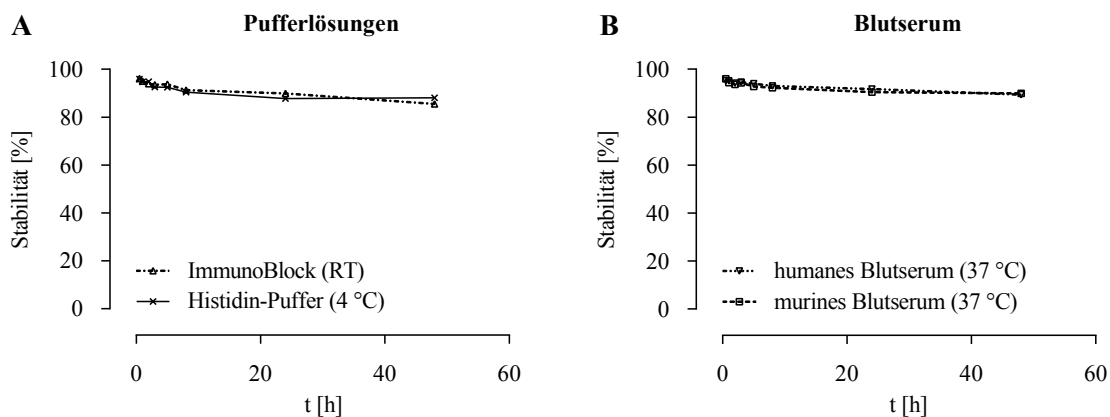 A
Pufferlösungen
Stabilität [%]
100
80
60
40
20
0
ImmunoBlock (RT)
Histidin-Puffer (4 °C)
0 20 40 60
t [h]
B
Blutserum
Stabilität [%]
100
80
60
40
20
0
humanes Blutserum (37 °C)
murines Blutserum (37 °C)
0 20 40 60
t [h]